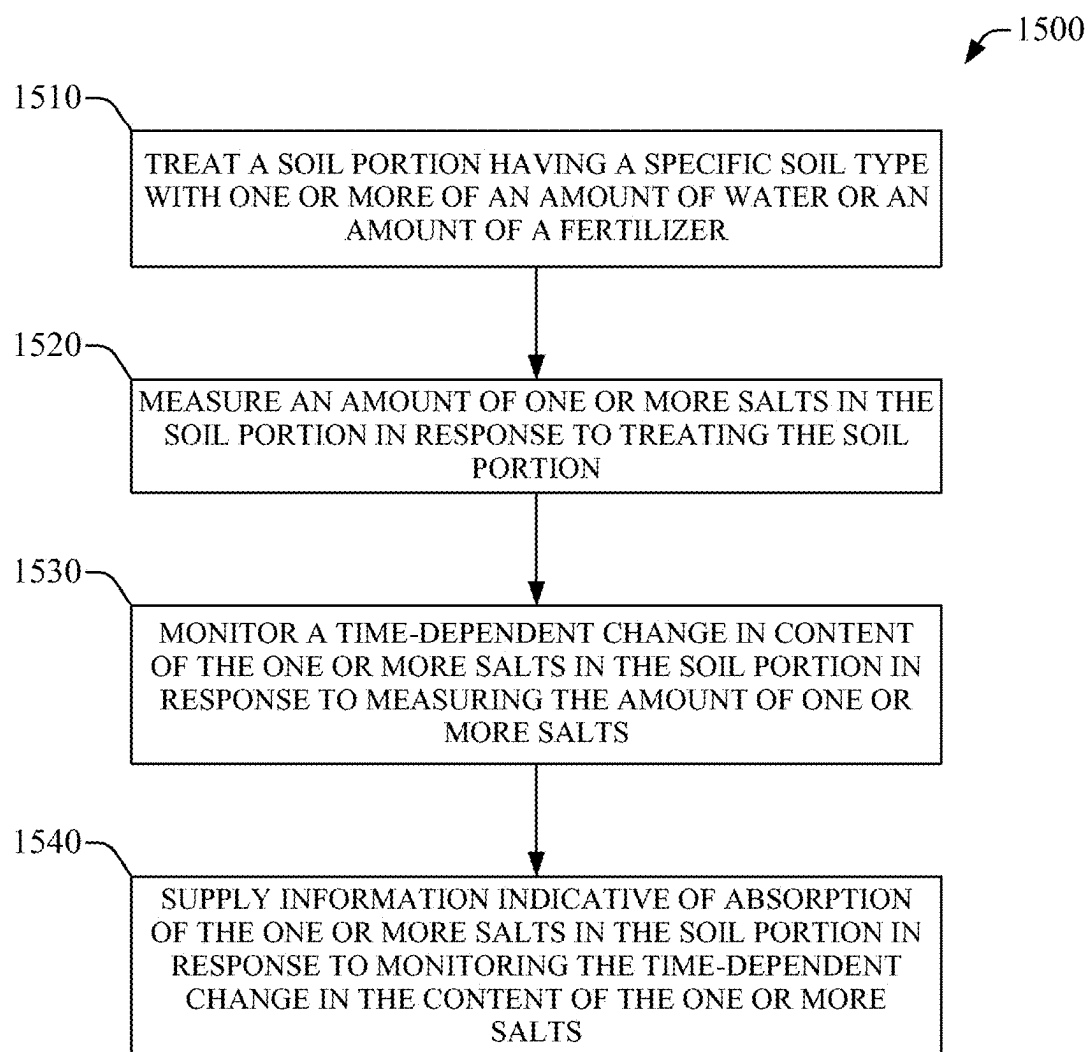 1500
1510
TREAT A SOIL PORTION HAVING A SPECIFIC SOIL TYPE
WITH ONE OR MORE OF AN AMOUNT OF WATER OR AN
AMOUNT OF A FERTILIZER
1520
MEASURE AN AMOUNT OF ONE OR MORE SALTS IN THE
SOIL PORTION IN RESPONSE TO TREATING THE SOIL
PORTION
1530
MONITOR A TIME-DEPENDENT CHANGE IN CONTENT
OF THE ONE OR MORE SALTS IN THE SOIL PORTION IN
RESPONSE TO MEASURING THE AMOUNT OF ONE OR
MORE SALTS
1540
SUPPLY INFORMATION INDICATIVE OF ABSORPTION
OF THE ONE OR MORE SALTS IN THE SOIL PORTION IN
RESPONSE TO MONITORING THE TIME-DEPENDENT
CHANGE IN THE CONTENT OF THE ONE OR MORE
SALTS